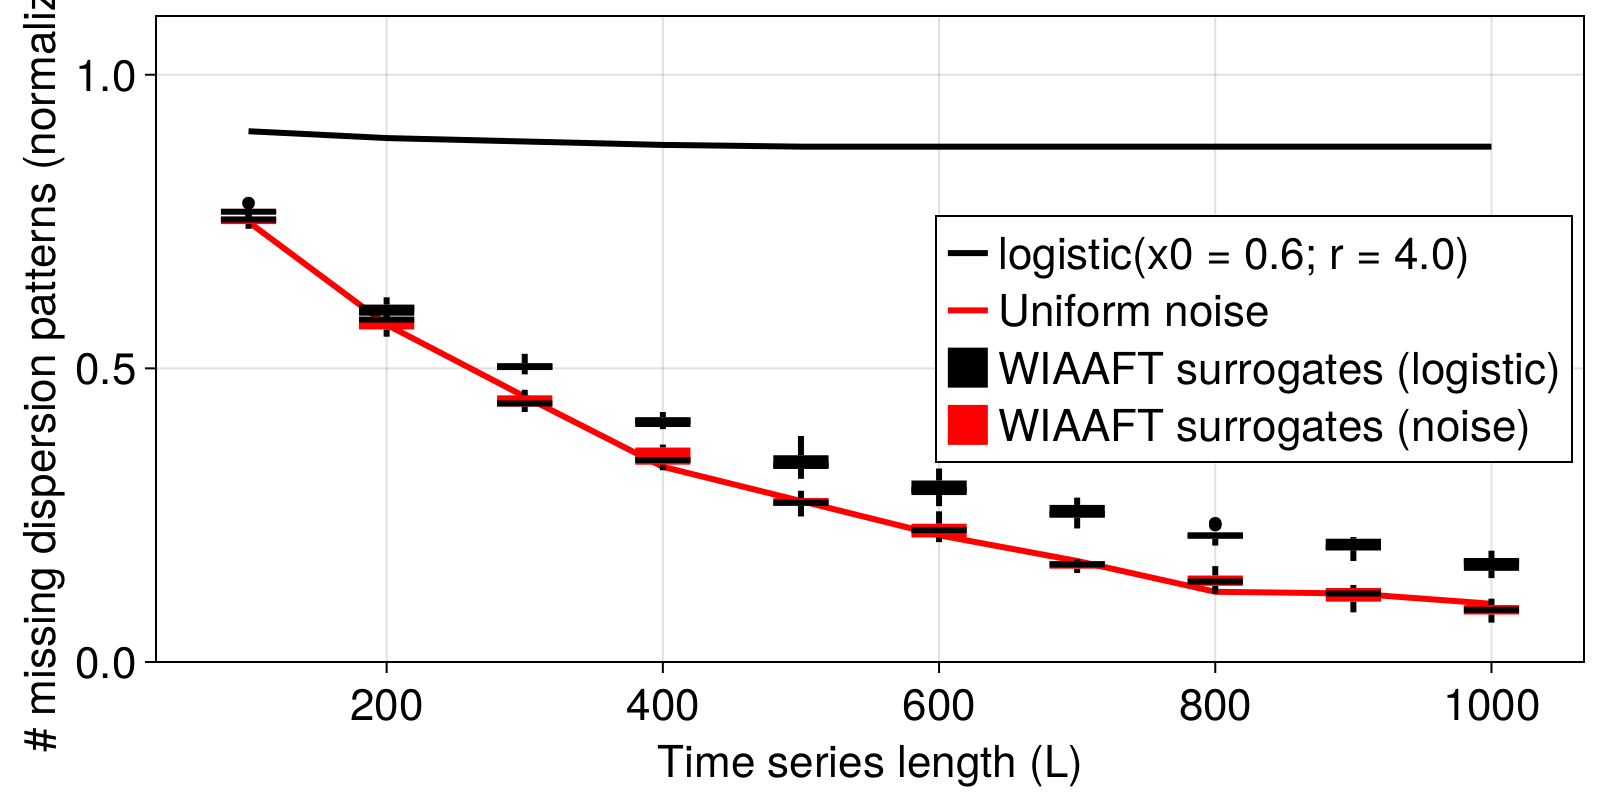 # missing dispersion patterns (normaliz
1.0
0.5
0.0
logistic(x0 = 0.6; r = 4.0)
Uniform noise
WIAAFT surrogates (logistic)
WIAAFT surrogates (noise)
200 400 600 800 1000
Time series length (L)